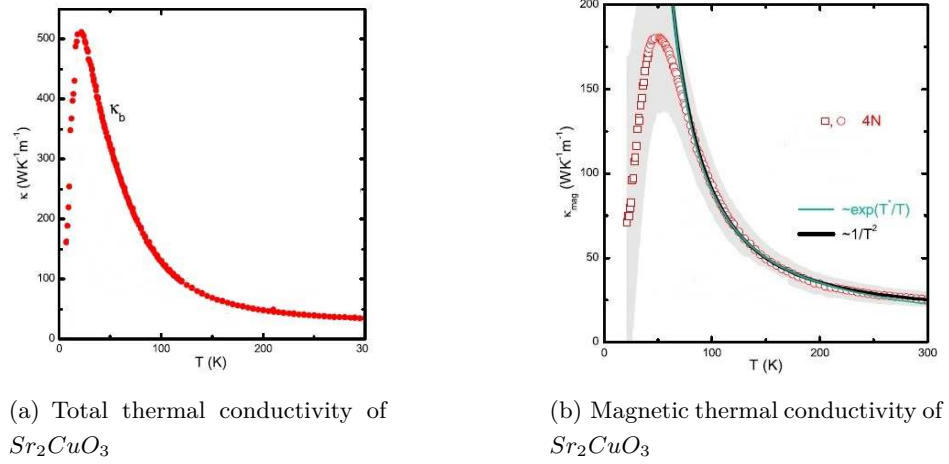 500
400
300
200
100
0
κ (WK⁻¹m⁻¹)
κb
0
100
200
30
T (K)
(a) Total thermal conductivity of
Sr₂CuO₃
200
150
100
50
0
κmag (WK⁻¹m⁻¹)
4N
~exp(T*/T)
~1/T²
0
100
200
300
T (K)
(b) Magnetic thermal conductivity of
Sr₂CuO₃